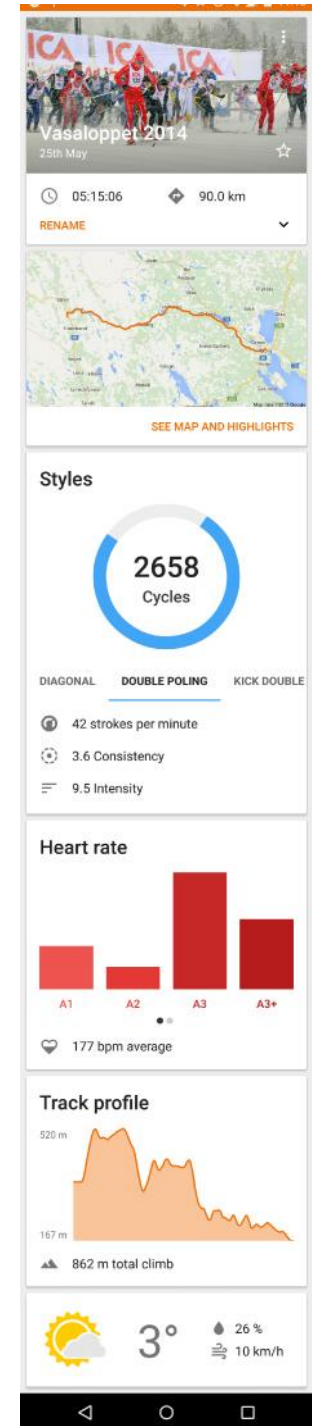 ICA ICA ICA
Vasaloppet 2014
25th May
05:15:06
90.0 km
RENAME
SEE MAP AND HIGHLIGHTS
Styles
2658
Cycles
DIAGONAL DOUBLE POLING KICK DOUBLE
42 strokes per minute
3.6 Consistency
9.5 Intensity
Heart rate
A1 A2 A3 A3+
177 bpm average
Track profile
520 m
167 m
862 m total climb
3°
26 %
10 km/h